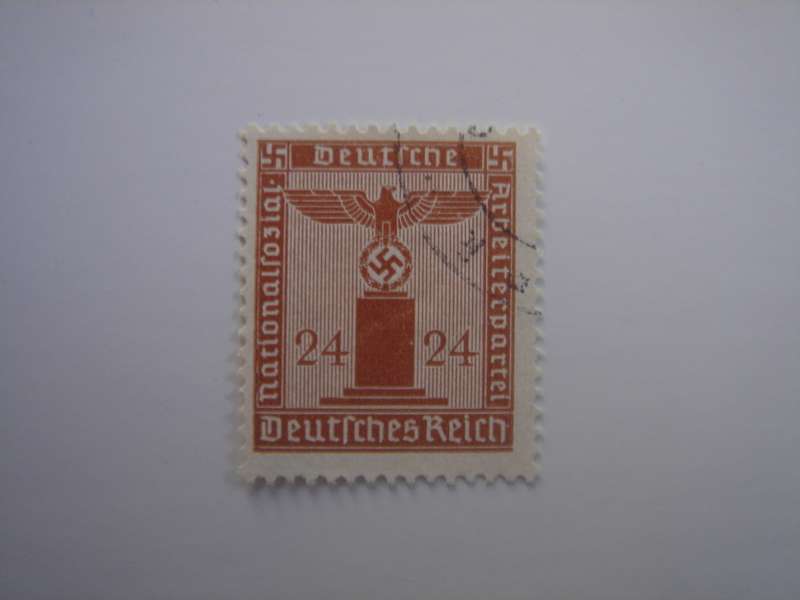 Deutſche
Nationalſozial.
Arbeiterpartei
24 24
Deutſches Reich